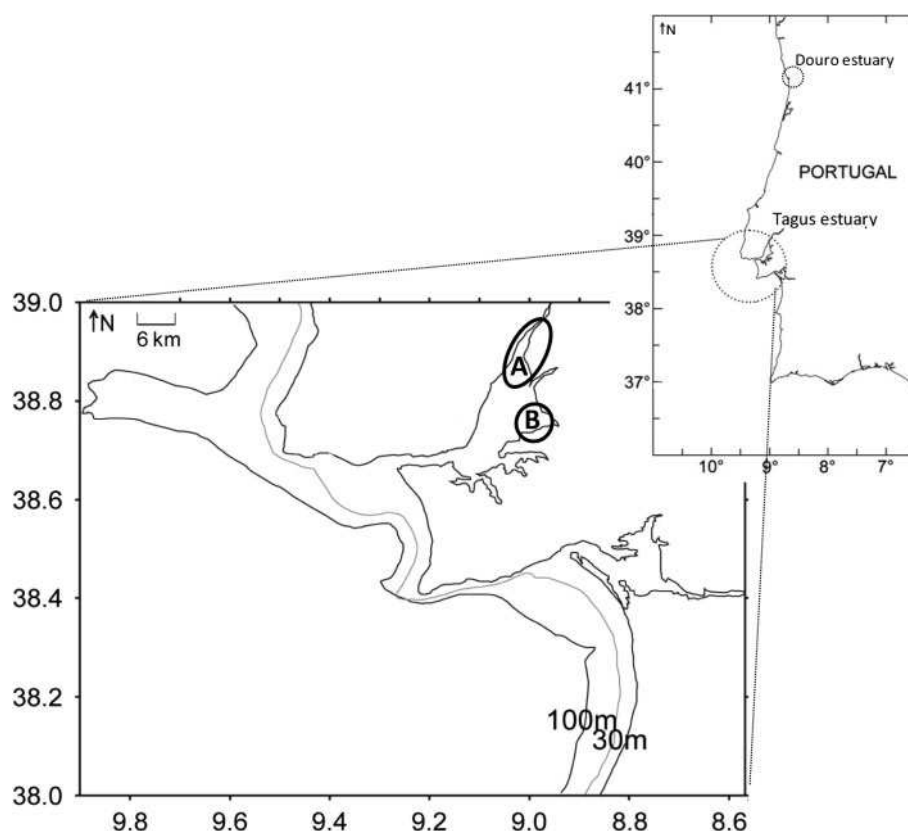 ↑N
Douro estuary
41°
40°
PORTUGAL
Tagus estuary
39°
38°
37°
10° 9° 8° 7°
39.0
↑N
6 km
A
38.8
B
38.6
38.4
38.2
100m
30m
38.0
9.8 9.6 9.4 9.2 9.0 8.8 8.6